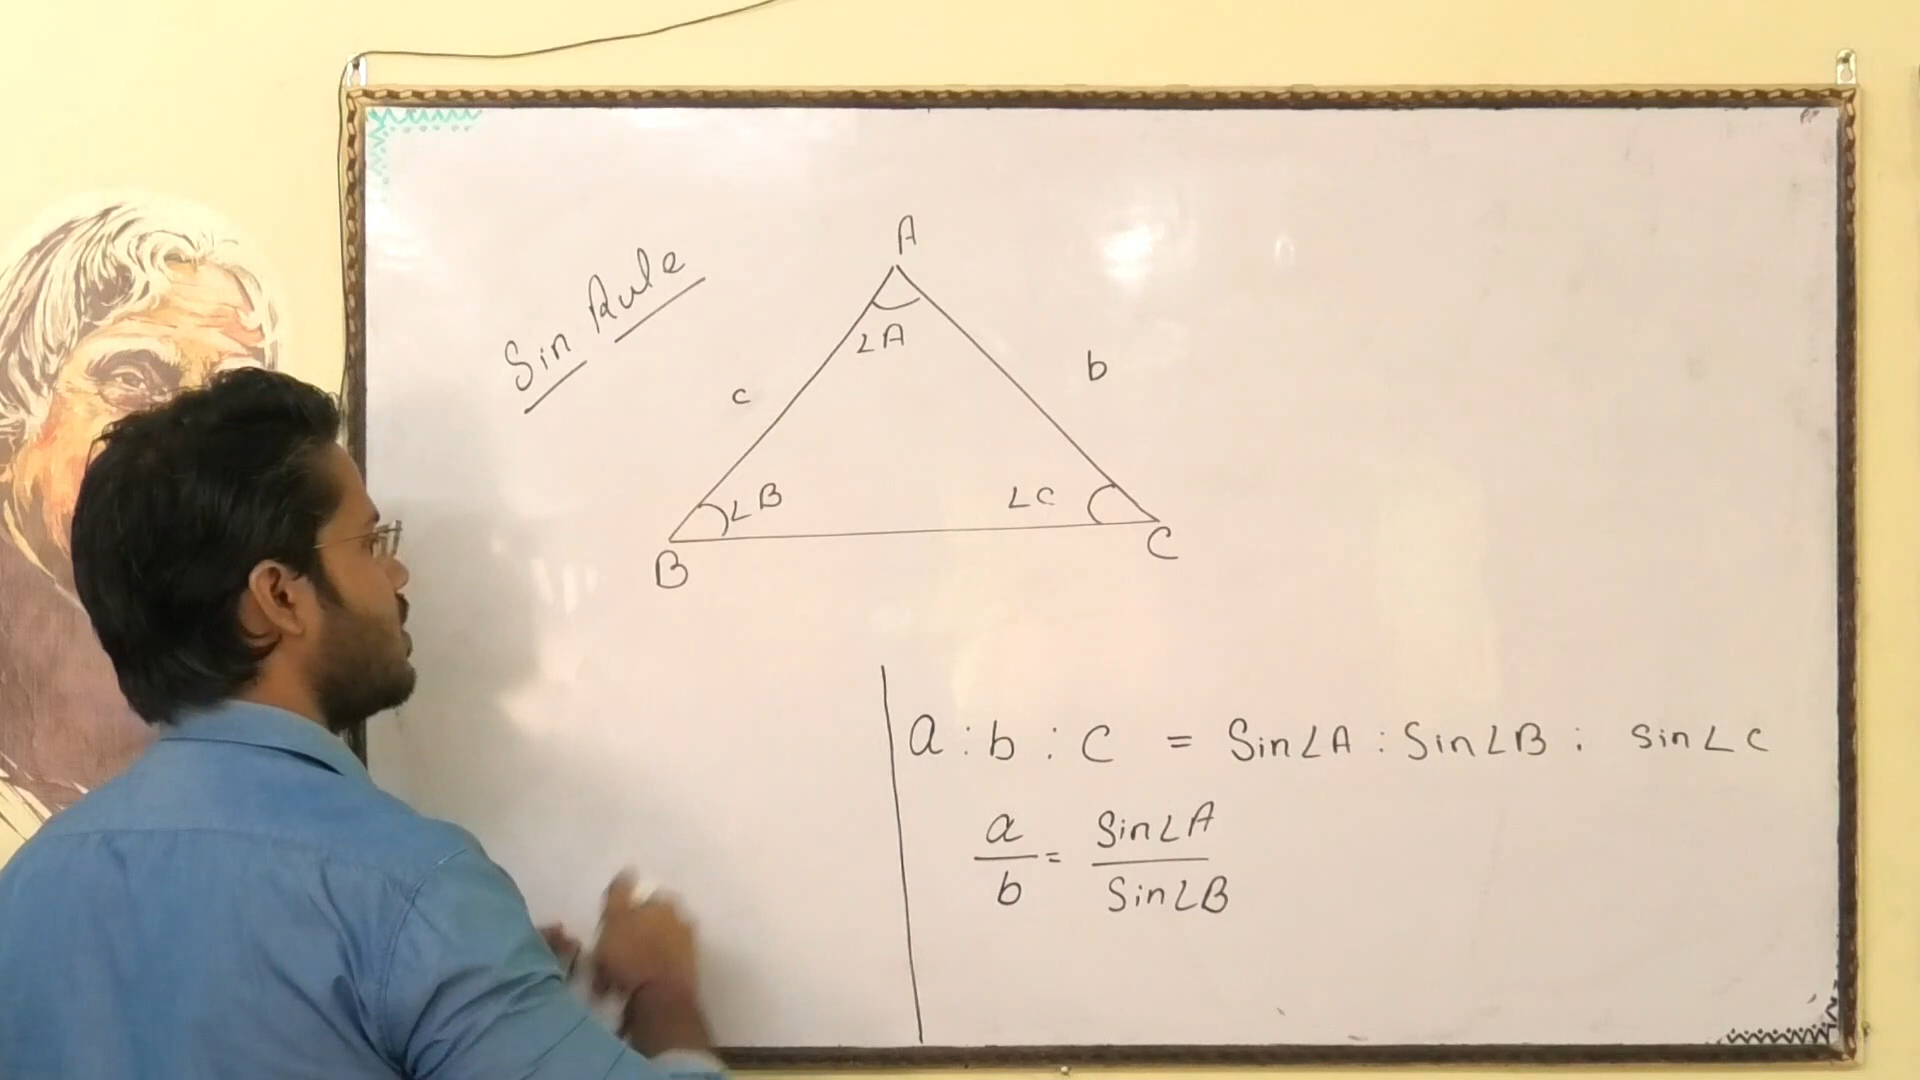 Sin Rule
A
∠A
c
b
∠B
∠C
B
C
a : b : c = Sin∠A : Sin∠B : sin∠C
a/b = Sin∠A/Sin∠B